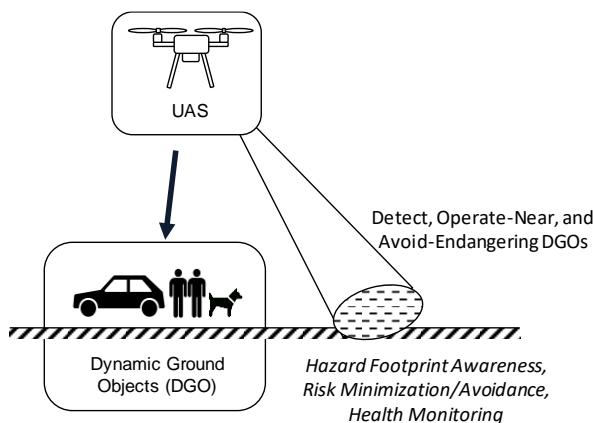 UAS
Detect, Operate-Near, and
Avoid-Endangering DGOs
Dynamic Ground
Objects (DGO)
Hazard Footprint Awareness,
Risk Minimization/Avoidance,
Health Monitoring